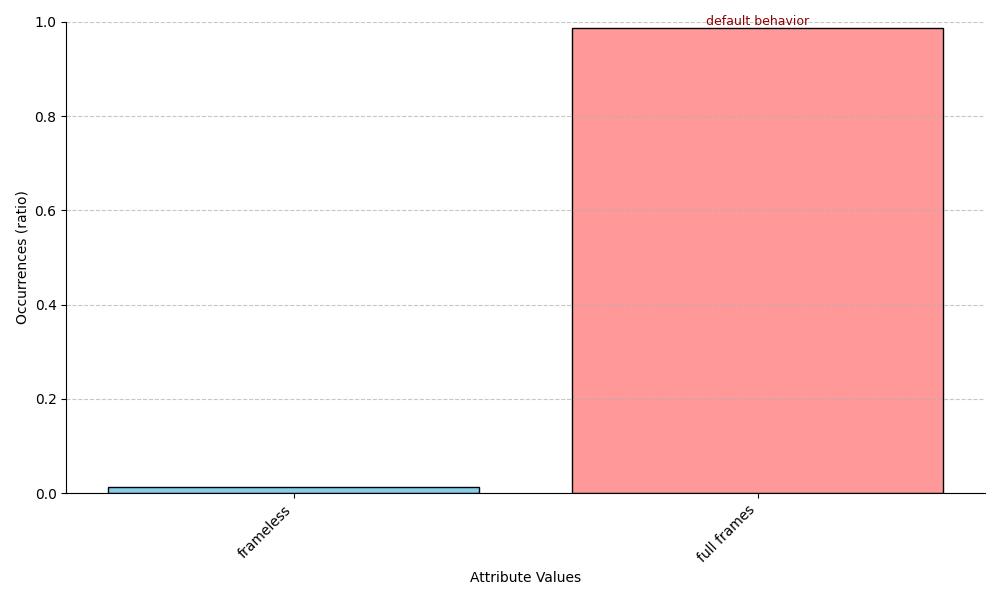 default behavior
1.0
0.8
0.6
0.4
0.2
0.0
Occurrences (ratio)
frameless
full frames
Attribute Values